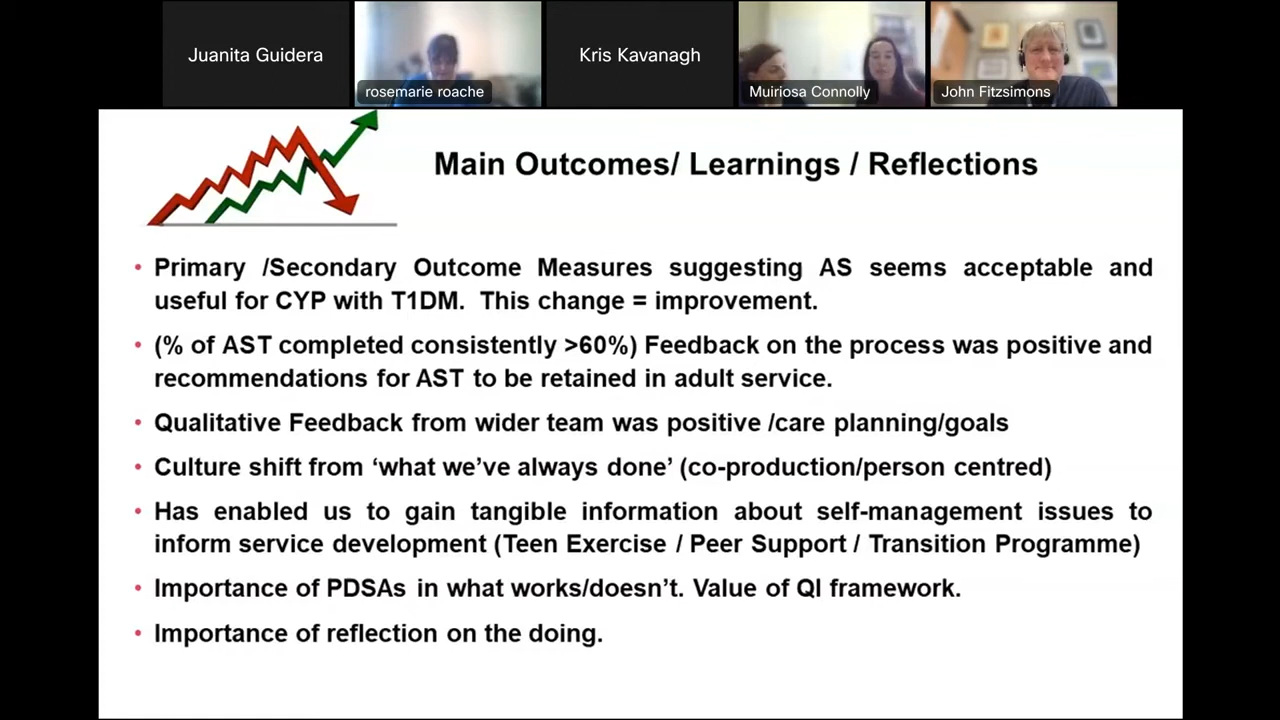 Juanita Guidera
rosemarie roache
Kris Kavanagh
Muiriosa Connolly
John Fitzsimons
Main Outcomes/ Learnings / Reflections
• Primary /Secondary Outcome Measures suggesting AS seems acceptable and
useful for CYP with T1DM. This change = improvement.
• (% of AST completed consistently >60%) Feedback on the process was positive and
recommendations for AST to be retained in adult service.
• Qualitative Feedback from wider team was positive /care planning/goals
• Culture shift from ‘what we’ve always done’ (co-production/person centred)
• Has enabled us to gain tangible information about self-management issues to
inform service development (Teen Exercise / Peer Support / Transition Programme)
• Importance of PDSAs in what works/doesn’t. Value of QI framework.
• Importance of reflection on the doing.